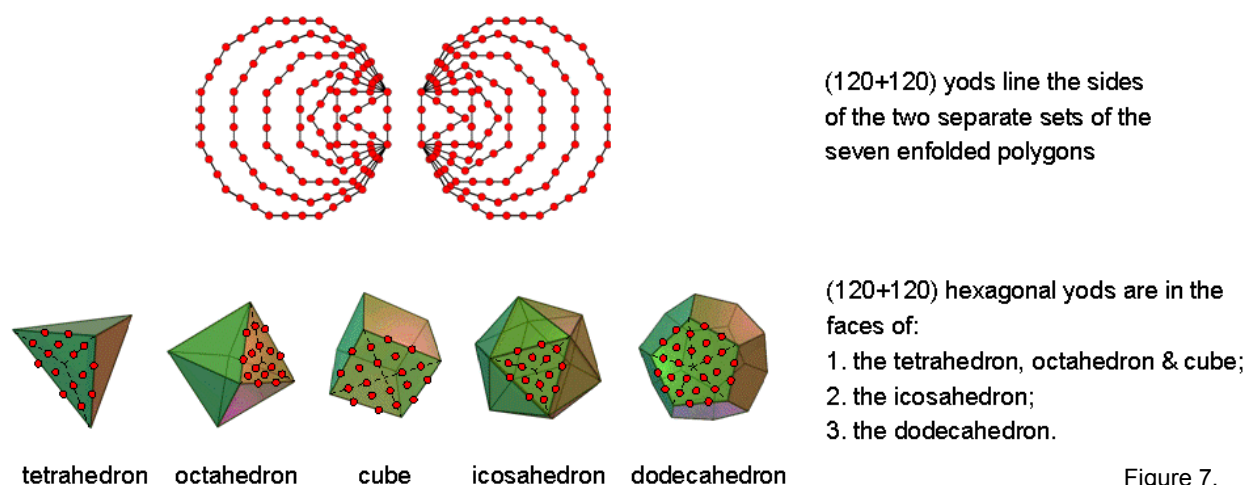 (120+120) yods line the sides
of the two separate sets of the
seven enfolded polygons
(120+120) hexagonal yods are in the
faces of:
1. the tetrahedron, octahedron & cube;
2. the icosahedron;
3. the dodecahedron.
tetrahedron octahedron cube icosahedron dodecahedron
Figure 7.